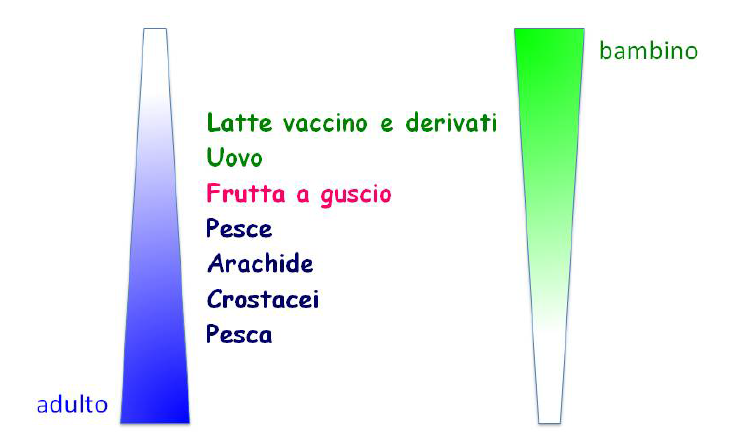 bambino
Latte vaccino e derivati
Uovo
Frutta a guscio
Pesce
Arachide
Crostacei
Pesca
adulto